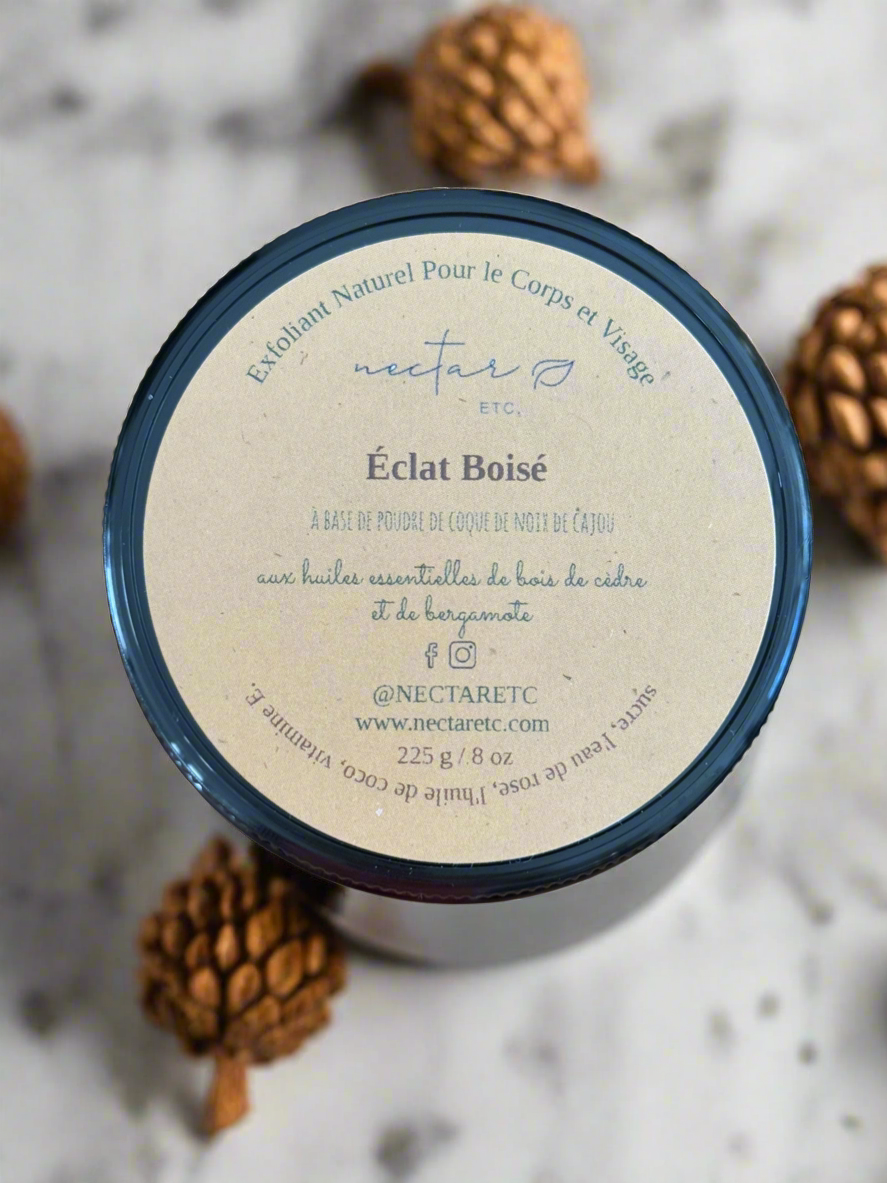 Exfoliant Naturel Pour le Corps et Visage
nectar
ETC.
Éclat Boisé
À BASE DE POUDRE DE COQUE DE NOIX DE CAJOU
aux huiles essentielles de bois de cèdre
et de bergamote
@NECTARETC
www.nectaretc.com
225 g / 8 oz
sucre, l'eau de rose, l'huile de coco, vitamine E.